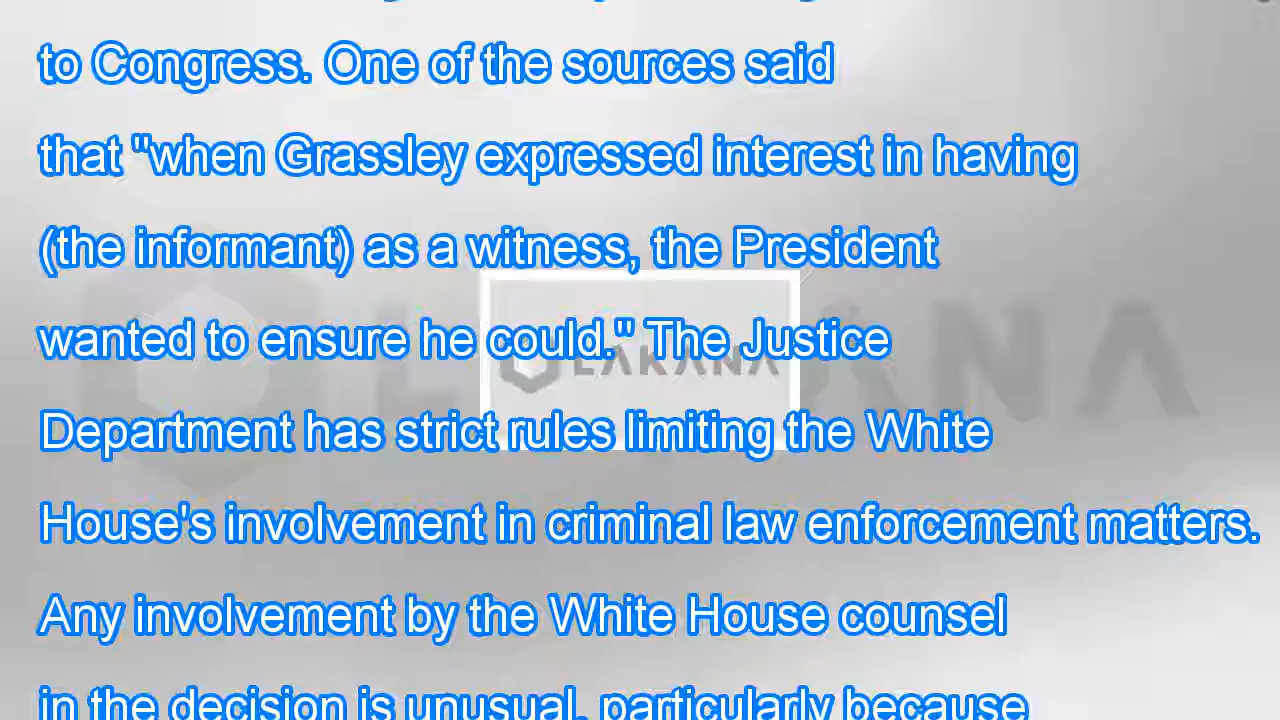 to Congress. One of the sources said
that "when Grassley expressed interest in having
(the informant) as a witness, the President
wanted to ensure he could." The Justice
LAKANA
Department has strict rules limiting the White
House's involvement in criminal law enforcement matters.
Any involvement by the White House counsel
in the decision is unusual, particularly because